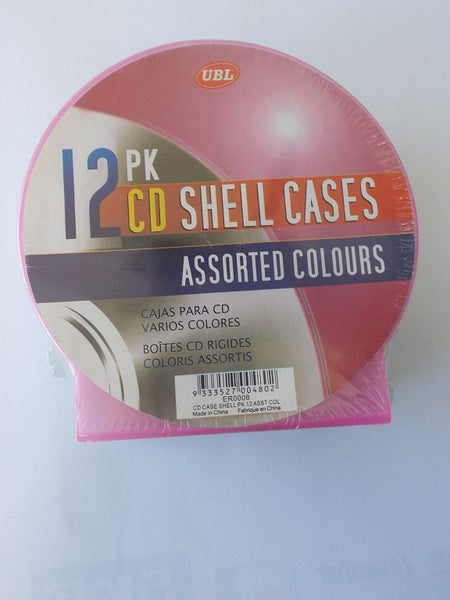 UBL
12 PK
CD SHELL CASES
ASSORTED COLOURS
CAJAS PARA CD
VARIOS COLORES
BOÎTES CD RIGIDES
COLORIS ASSORTIS
9 333527 004802
ER0006
CD CASE SHELL PK 12 ASST COL
Made in China Fabriqué en Chine